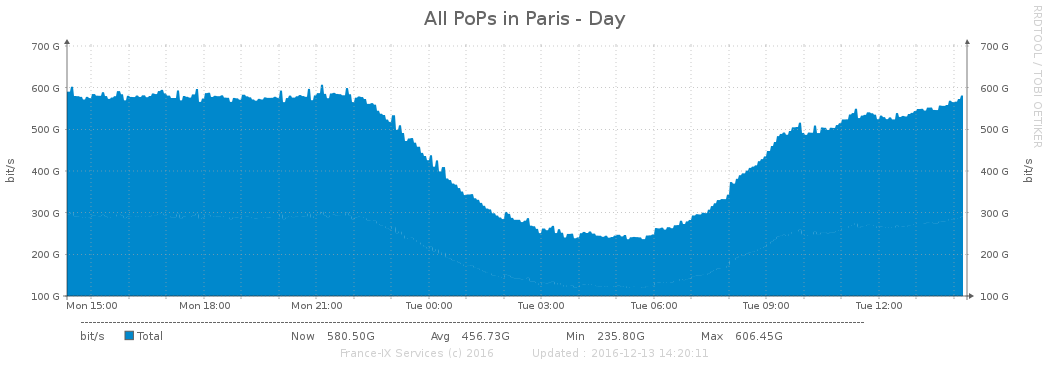 All PoPs in Paris - Day
RRDTOOL / TOBI OETIKER
bit/s
700 G
600 G
500 G
400 G
300 G
200 G
100 G
700 G
600 G
500 G
400 G
300 G
200 G
100 G
bit/s
Mon 15:00 Mon 18:00 Mon 21:00 Tue 00:00 Tue 03:00 Tue 06:00 Tue 09:00 Tue 12:00
bit/s Total Now 580.50G Avg 456.73G Min 235.80G Max 606.45G
France-IX Services (c) 2016 Updated : 2016-12-13 14:20:11